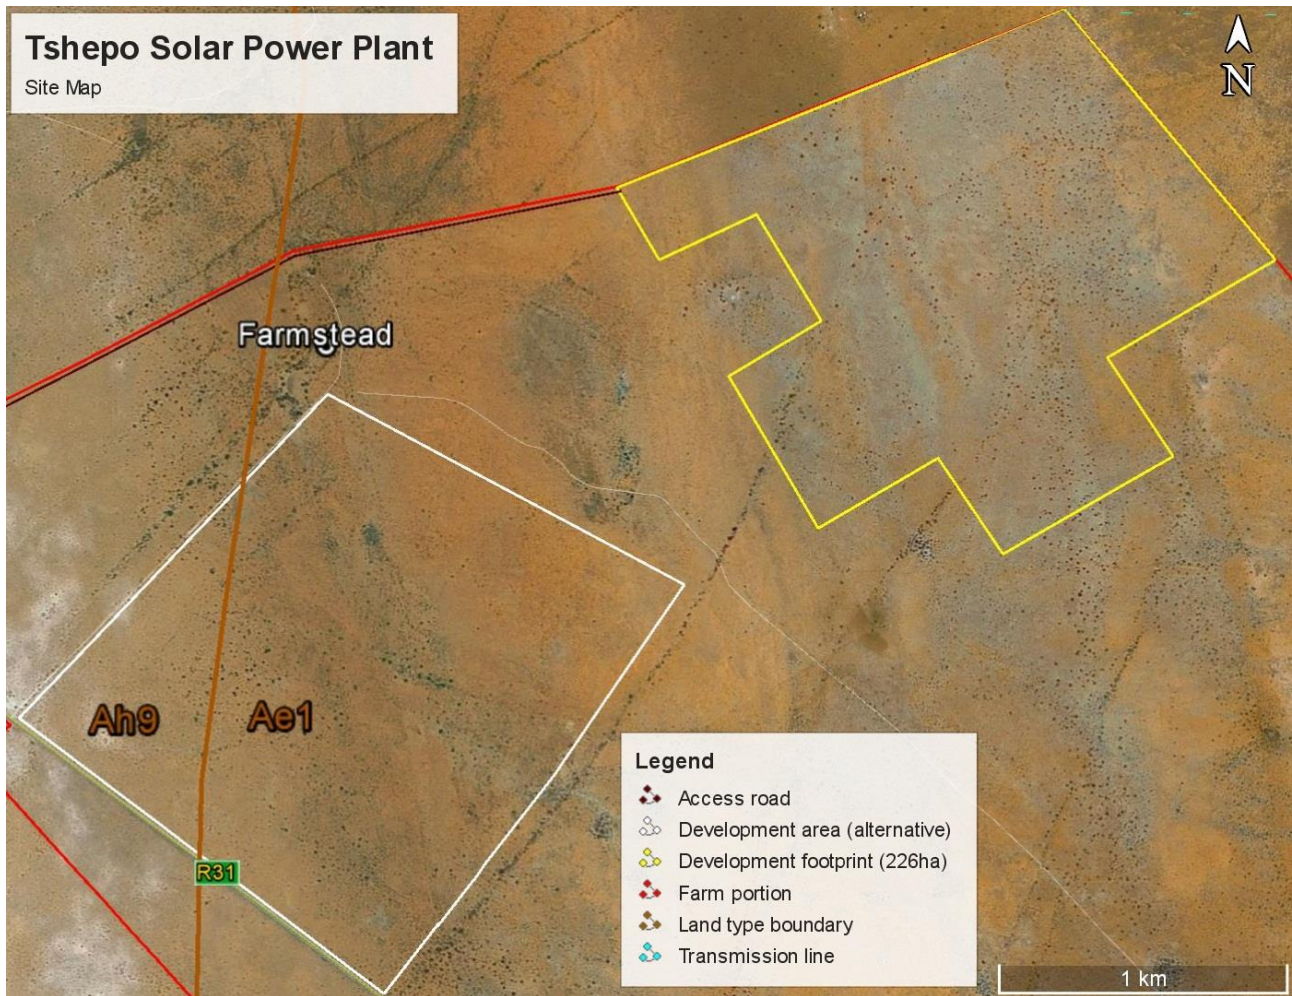 Tshepo Solar Power Plant
Site Map
N
Farmstead
Ah9
Ae1
R31
Legend
Access road
Development area (alternative)
Development footprint (226ha)
Farm portion
Land type boundary
Transmission line
1 km